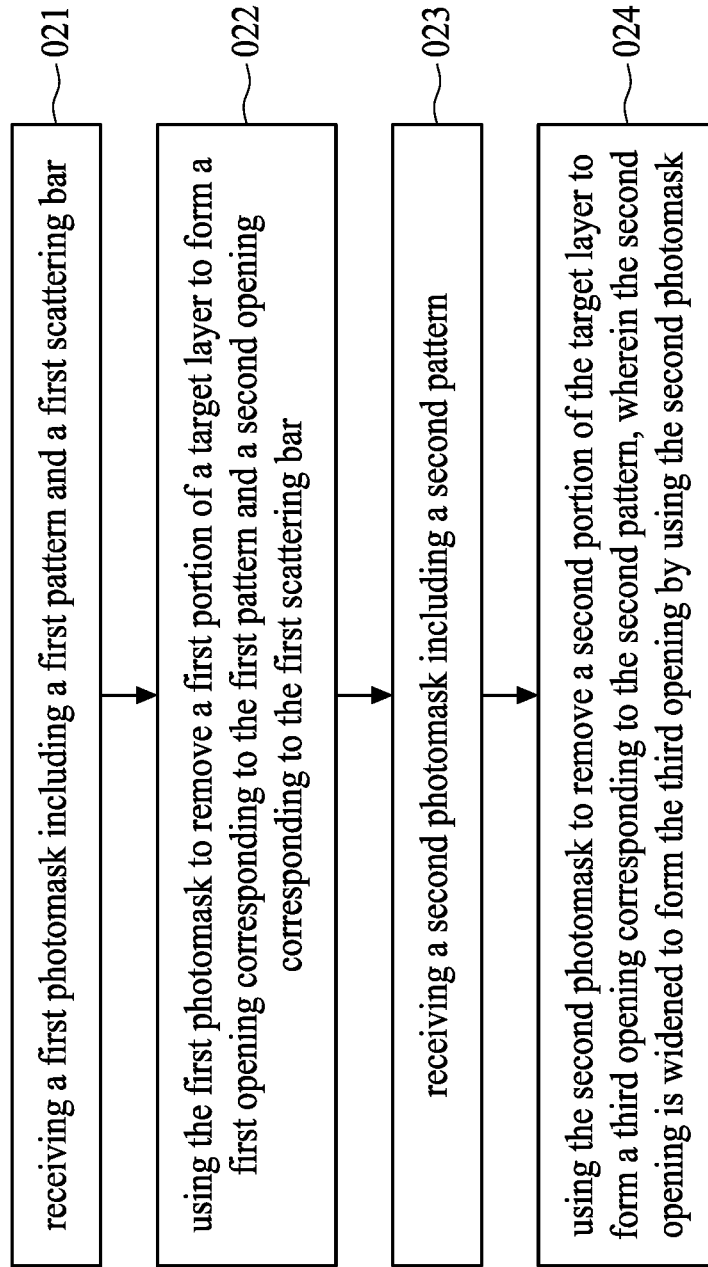 receiving a first photomask including a first pattern and a first scattering bar
021
using the first photomask to remove a first portion of a target layer to form a
first opening corresponding to the first pattern and a second opening
corresponding to the first scattering bar
022
receiving a second photomask including a second pattern
023
using the second photomask to remove a second portion of the target layer to
form a third opening corresponding to the second pattern, wherein the second
opening is widened to form the third opening by using the second photomask
024